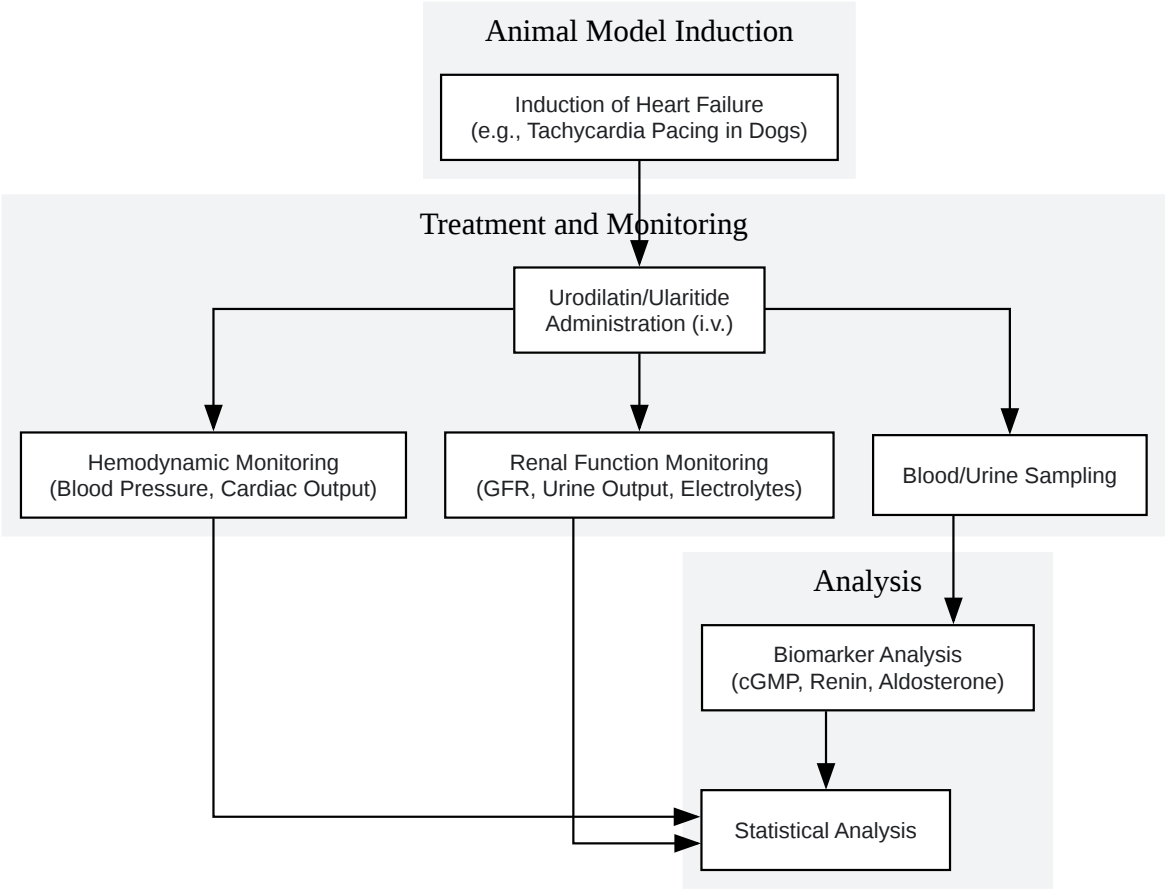 Animal Model Induction
Induction of Heart Failure
(e.g., Tachycardia Pacing in Dogs)
Treatment and Monitoring
Urodilatin/Ularitide
Administration (i.v.)
Hemodynamic Monitoring
(Blood Pressure, Cardiac Output)
Renal Function Monitoring
(GFR, Urine Output, Electrolytes)
Blood/Urine Sampling
Analysis
Biomarker Analysis
(cGMP, Renin, Aldosterone)
Statistical Analysis